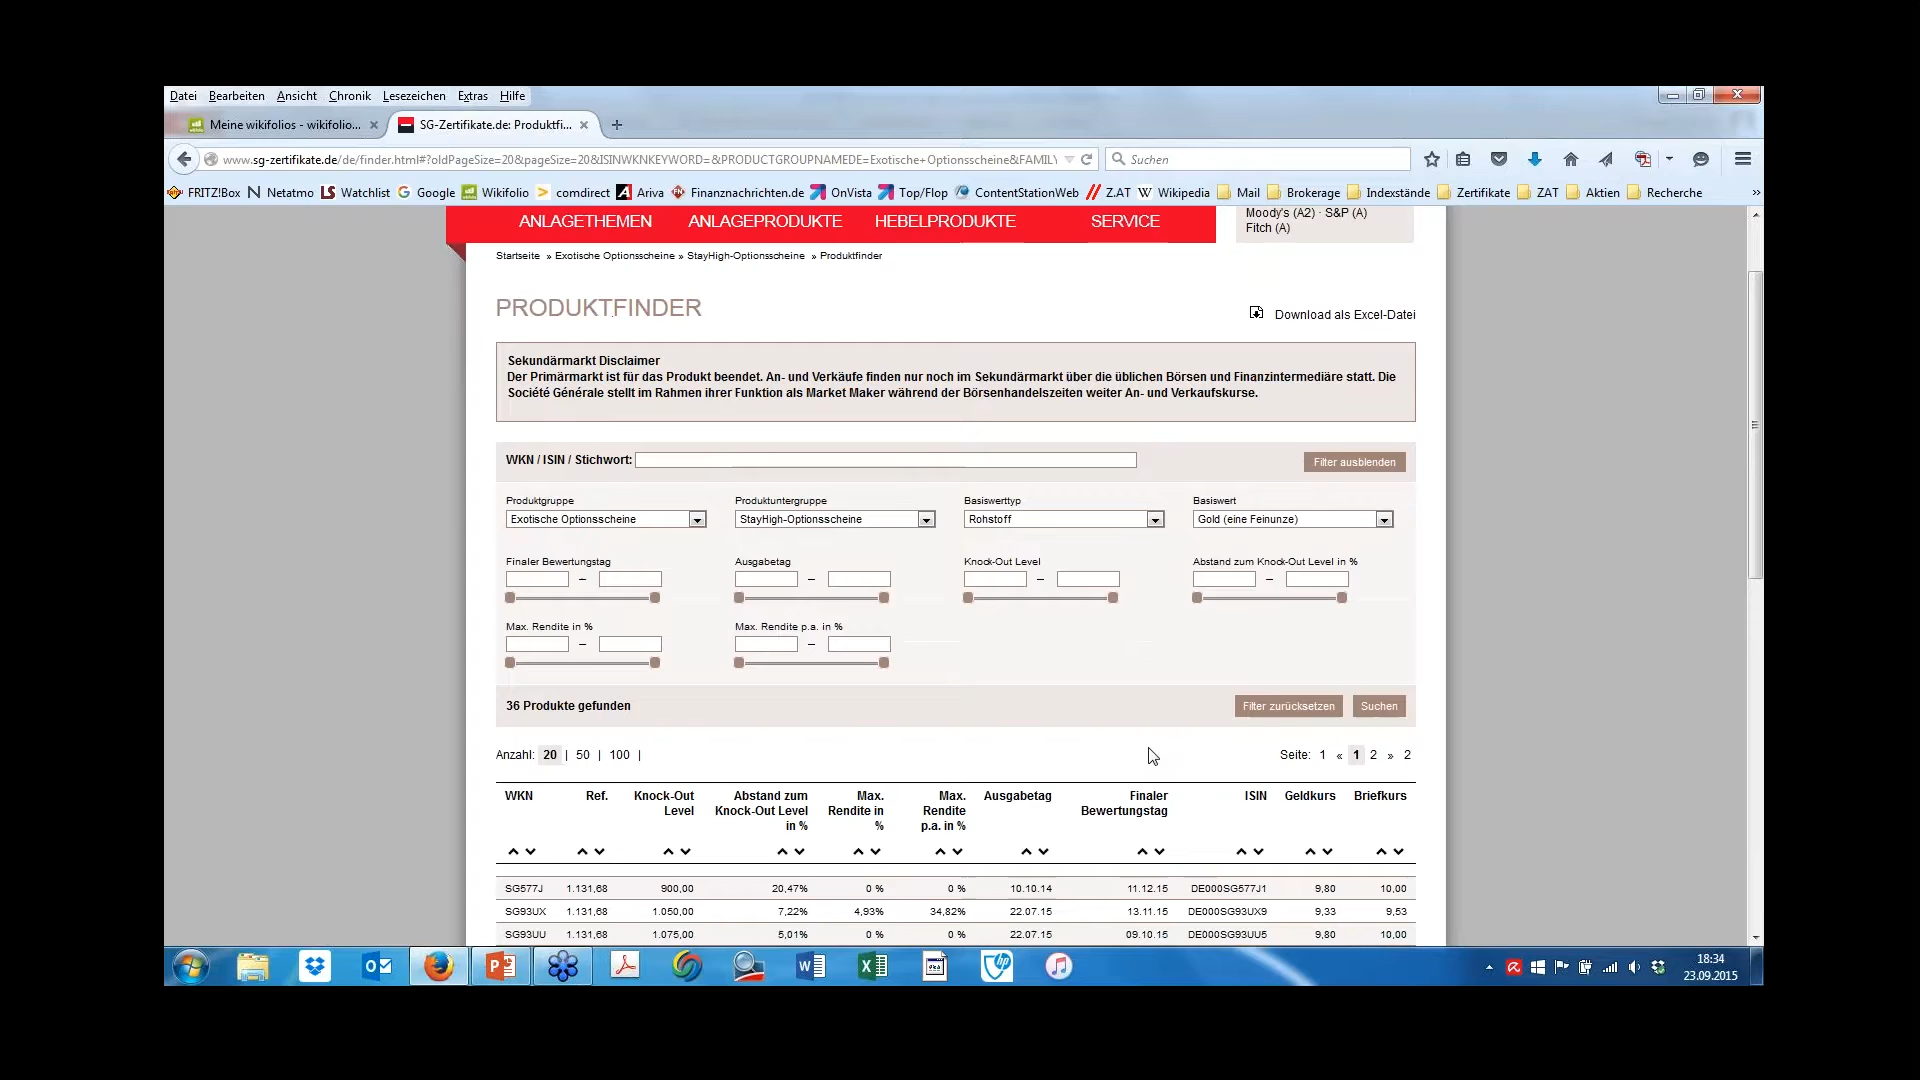 Datei Bearbeiten Ansicht Chronik Lesezeichen Extras Hilfe
Meine wikifolios - wikifolio... SG-Zertifikate.de: Produktfi...
www.sg-zertifikate.de/de/finder.html#?oldPageSize=20&pageSize=20&ISINWKNKEYWORD=&PRODUCTGROUPNAMEDE=Exotische+Optionsscheine&FAMILY Suchen
FRITZ!Box Netatmo Watchlist Google Wikifolio comdirect Ariva Finanznachrichten.de OnVista Top/Flop ContentStationWeb Z.AT Wikipedia Mail Brokerage Indexstände Zertifikate ZAT Aktien Recherche »
Moody's (A2) · S&P (A)
ANLAGETHEMEN ANLAGEPRODUKTE HEBELPRODUKTE SERVICE
Fitch (A)
Startseite » Exotische Optionsscheine » StayHigh-Optionsscheine » Produktfinder
PRODUKTFINDER
Download als Excel-Datei
Sekundärmarkt Disclaimer
Der Primärmarkt ist für das Produkt beendet. An- und Verkäufe finden nur noch im Sekundärmarkt über die üblichen Börsen und Finanzintermediäre statt. Die
Société Générale stellt im Rahmen ihrer Funktion als Market Maker während der Börsenhandelszeiten weiter An- und Verkaufskurse.
WKN / ISIN / Stichwort: Filter ausblenden
Produktgruppe Produktuntergruppe Basiswerttyp Basiswert
Exotische Optionsscheine StayHigh-Optionsscheine Rohstoff Gold (eine Feinunze)
Finaler Bewertungstag Ausgabetag Knock-Out Level Abstand zum Knock-Out Level in %
– – – –
Max. Rendite in % Max. Rendite p.a. in %
– –
36 Produkte gefunden Filter zurücksetzen Suchen
Anzahl: 20 | 50 | 100 | Seite: 1 « 1 2 » 2
WKN Ref. Knock-Out Abstand zum Max. Max. Ausgabetag Finaler ISIN Geldkurs Briefkurs
Level Knock-Out Level Rendite in Rendite Bewertungstag
in % % p.a. in %
SG577J 1.131,68 900,00 20,47% 0 % 0 % 10.10.14 11.12.15 DE000SG577J1 9,80 10,00
SG93UX 1.131,68 1.050,00 7,22% 4,93% 34,82% 22.07.15 13.11.15 DE000SG93UX9 9,33 9,53
SG93UU 1.131,68 1.075,00 5,01% 0 % 0 % 22.07.15 09.10.15 DE000SG93UU5 9,80 10,00
18:34
23.09.2015